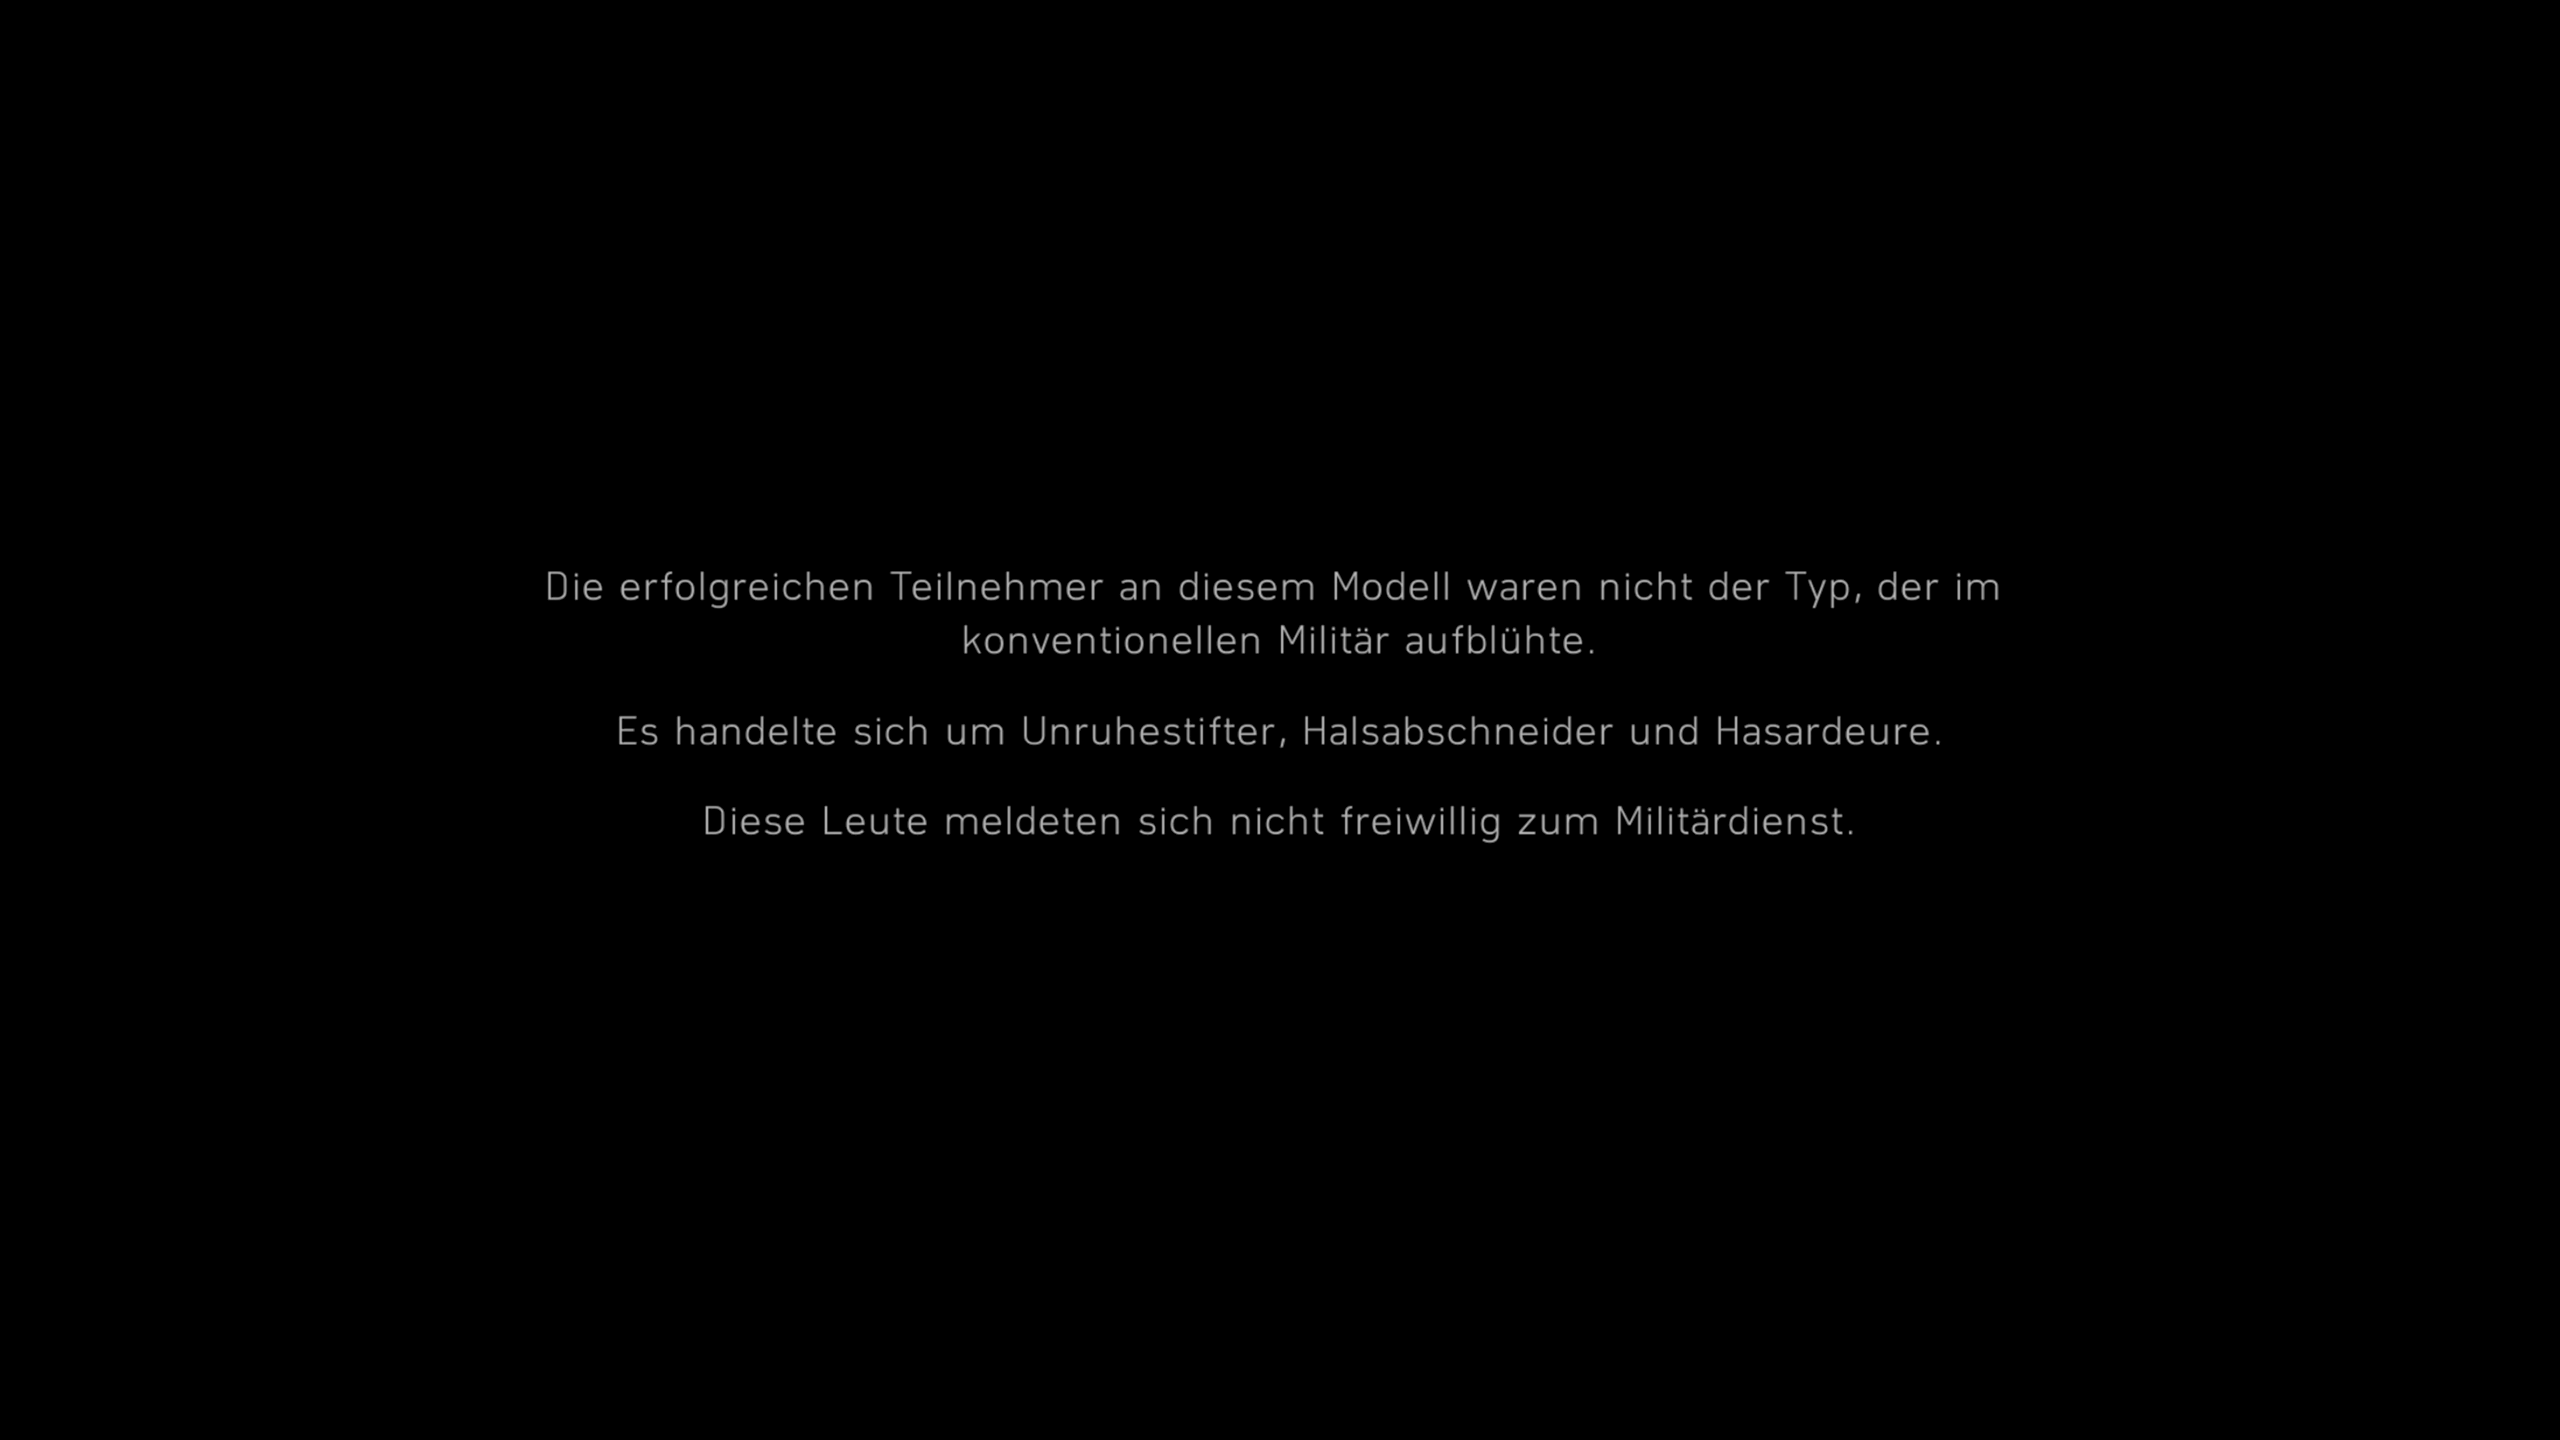 Die erfolgreichen Teilnehmer an diesem Modell waren nicht der Typ, der im
konventionellen Militär aufblühte.
Es handelte sich um Unruhestifter, Halsabschneider und Hasardeure.
Diese Leute meldeten sich nicht freiwillig zum Militärdienst.